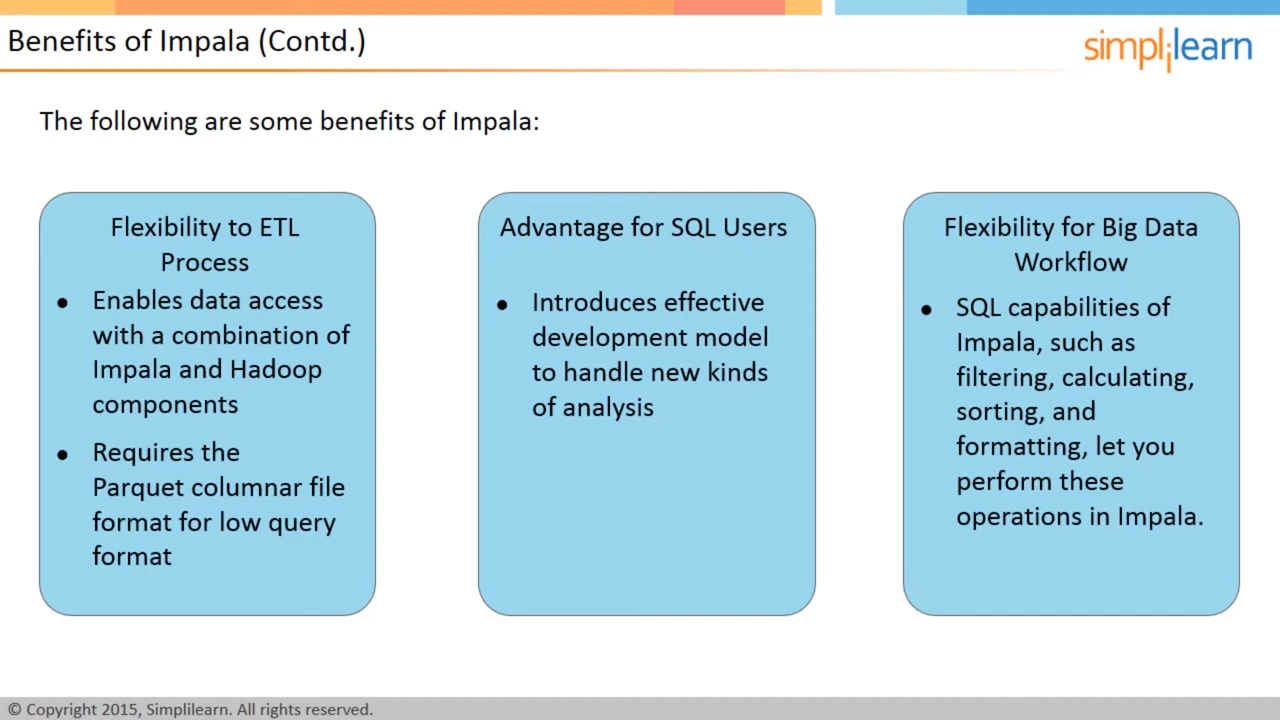 Benefits of Impala (Contd.)
simplilearn
The following are some benefits of Impala:
Flexibility to ETL
Process
● Enables data access
with a combination of
Impala and Hadoop
components
● Requires the
Parquet columnar file
format for low query
format
Advantage for SQL Users
● Introduces effective
development model
to handle new kinds
of analysis
Flexibility for Big Data
Workflow
● SQL capabilities of
Impala, such as
filtering, calculating,
sorting, and
formatting, let you
perform these
operations in Impala.
© Copyright 2015, Simplilearn. All rights reserved.